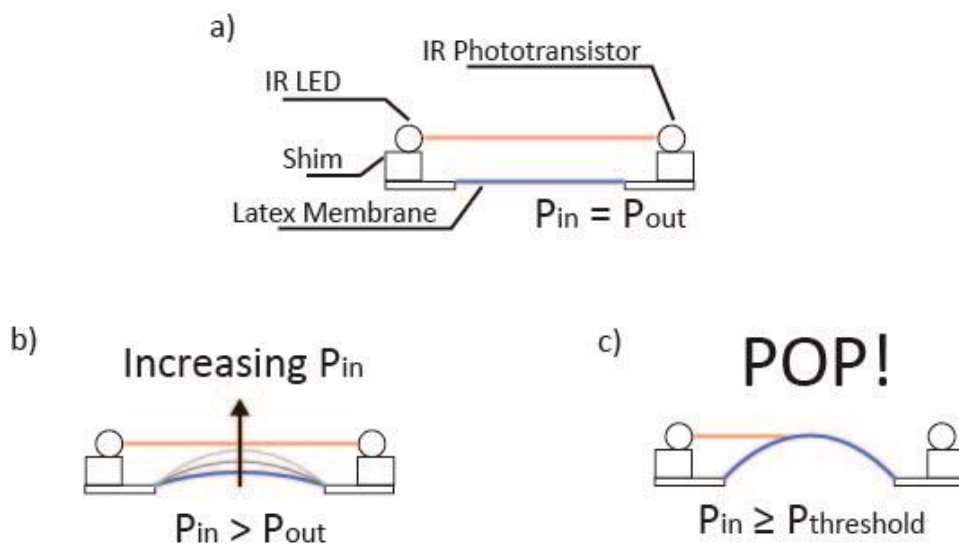 a)
IR Phototransistor
IR LED
Shim
Latex Membrane
Pin = Pout
b)
Increasing Pin
Pin > Pout
c)
POP!
Pin ≥ Pthreshold